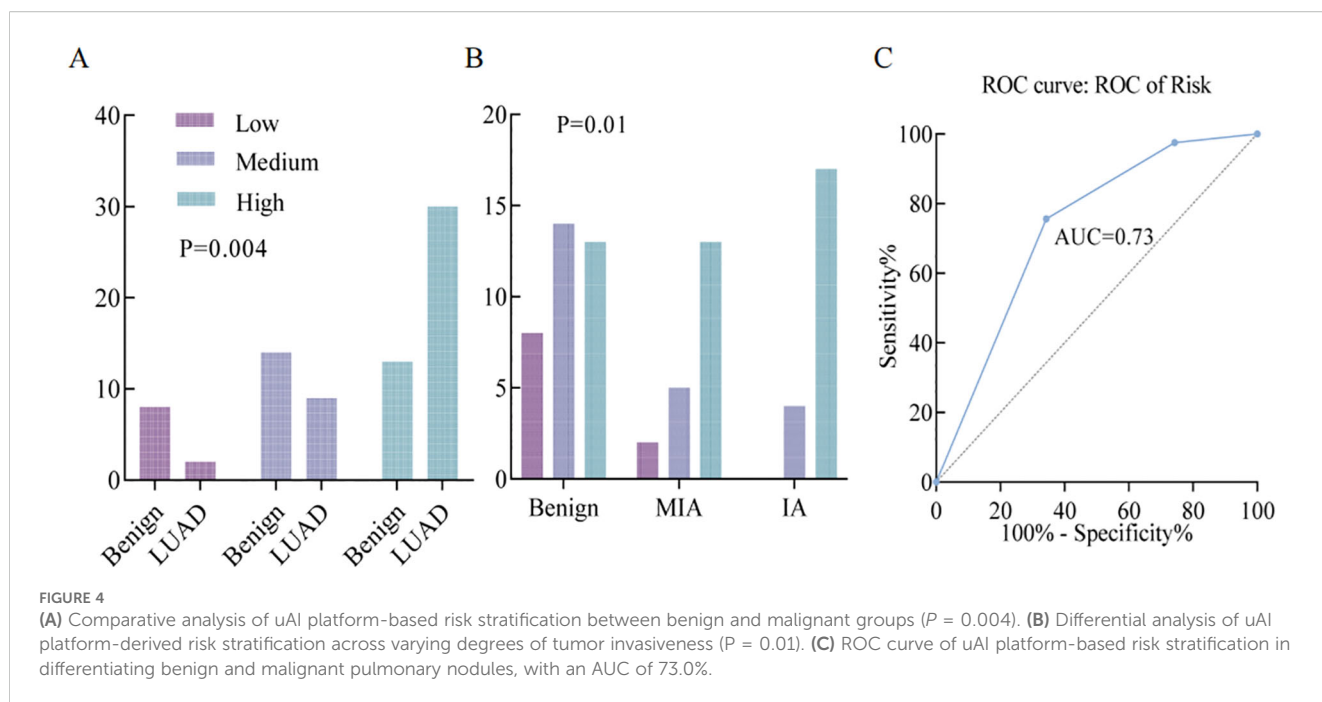 A
40
30
20
10
0
Low
Medium
High
P=0.004
Benign
LUAD
Benign
LUAD
Benign
LUAD
B
20
15
10
5
0
P=0.01
Benign
MIA
IA
C
ROC curve: ROC of Risk
100
80
60
40
20
0
Sensitivity%
AUC=0.73
0
20
40
60
80
100
100% - Specificity%
FIGURE 4
(A) Comparative analysis of uAI platform-based risk stratification between benign and malignant groups (P = 0.004). (B) Differential analysis of uAI
platform-derived risk stratification across varying degrees of tumor invasiveness (P = 0.01). (C) ROC curve of uAI platform-based risk stratification in
differentiating benign and malignant pulmonary nodules, with an AUC of 73.0%.